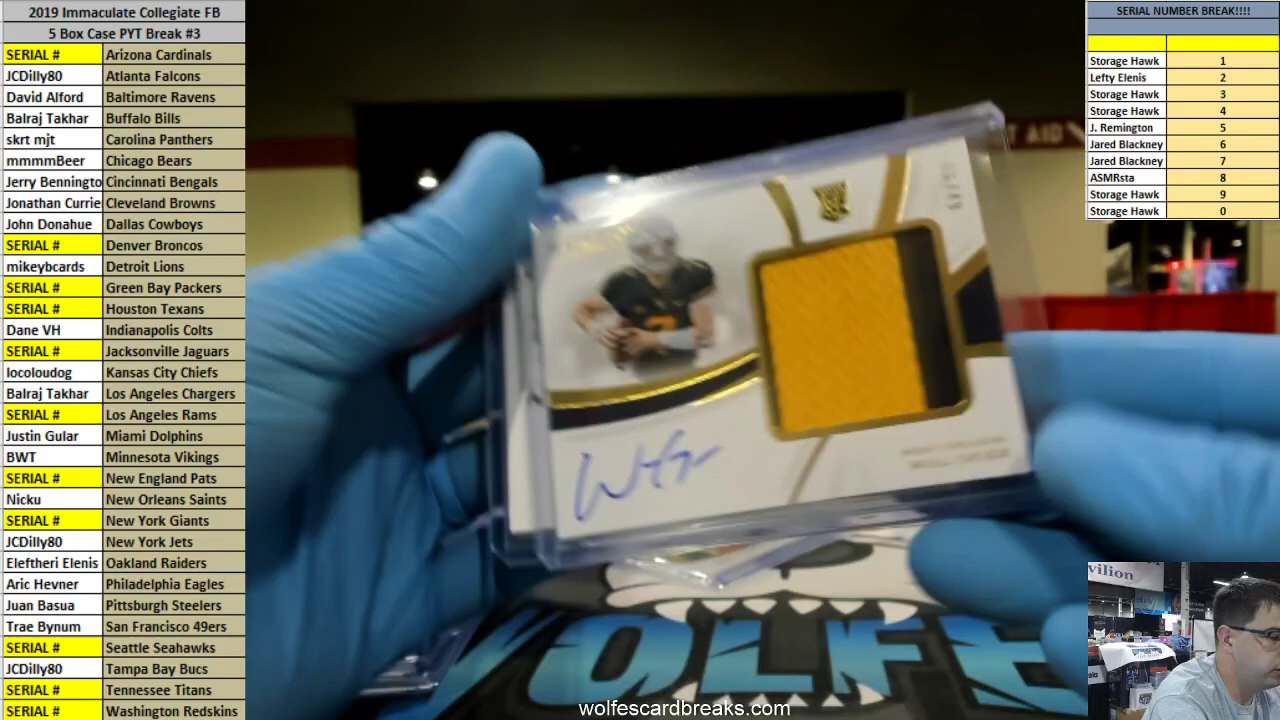 2019 Immaculate Collegiate FB
5 Box Case PYT Break #3
SERIAL # Arizona Cardinals
JCDilly80 Atlanta Falcons
David Alford Baltimore Ravens
Balraj Takhar Buffalo Bills
skrt mjt Carolina Panthers
mmmmBeer Chicago Bears
Jerry Benningto Cincinnati Bengals
Jonathan Currie Cleveland Browns
John Donahue Dallas Cowboys
SERIAL # Denver Broncos
mikeybcards Detroit Lions
SERIAL # Green Bay Packers
SERIAL # Houston Texans
Dane VH Indianapolis Colts
SERIAL # Jacksonville Jaguars
locoloudog Kansas City Chiefs
Balraj Takhar Los Angeles Chargers
SERIAL # Los Angeles Rams
Justin Gular Miami Dolphins
BWT Minnesota Vikings
SERIAL # New England Pats
Nicku New Orleans Saints
SERIAL # New York Giants
JCDilly80 New York Jets
Eleftheri Elenis Oakland Raiders
Aric Hevner Philadelphia Eagles
Juan Basua Pittsburgh Steelers
Trae Bynum San Francisco 49ers
SERIAL # Seattle Seahawks
JCDilly80 Tampa Bay Bucs
SERIAL # Tennessee Titans
SERIAL # Washington Redskins
SERIAL NUMBER BREAK!!!!
Storage Hawk 1
Lefty Elenis 2
Storage Hawk 3
Storage Hawk 4
J. Remington 5
Jared Blackney 6
Jared Blackney 7
ASMRsta 8
Storage Hawk 9
Storage Hawk 0
T AID
WOLFE
vilion
wolfescardbreaks.com